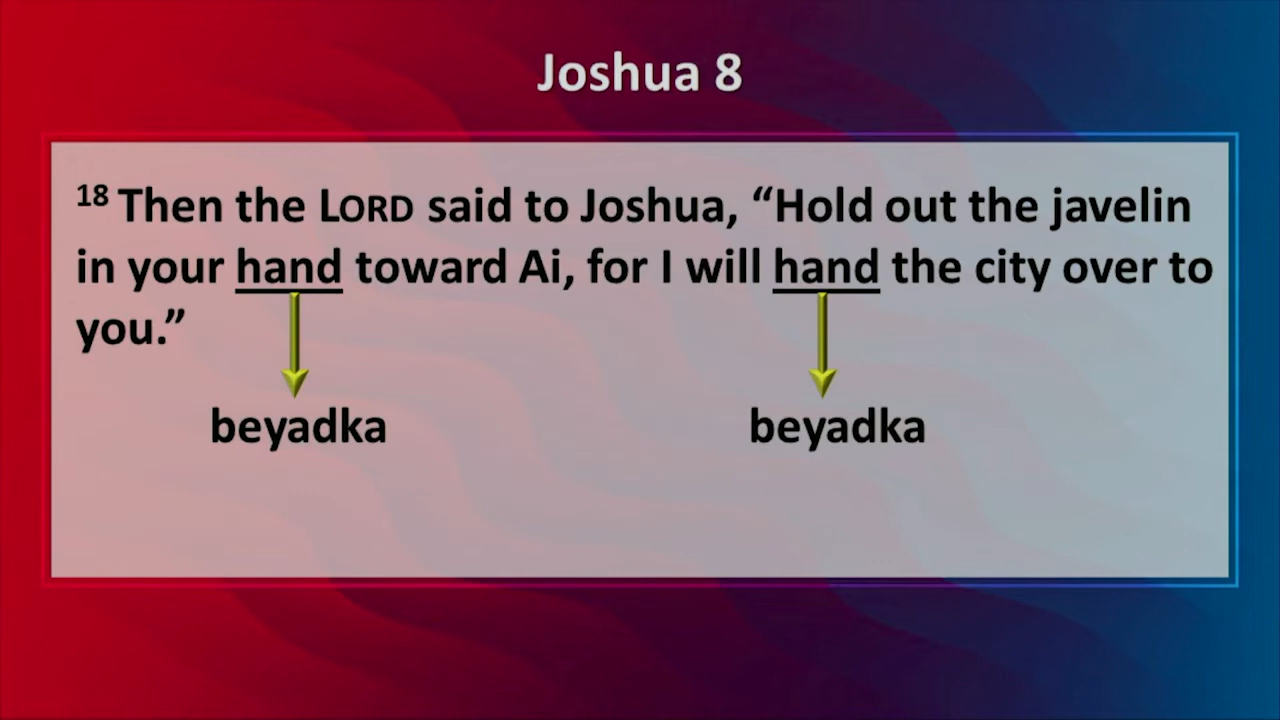 Joshua 8
18 Then the LORD said to Joshua, “Hold out the javelin
in your hand toward Ai, for I will hand the city over to
you.”
beyadka beyadka